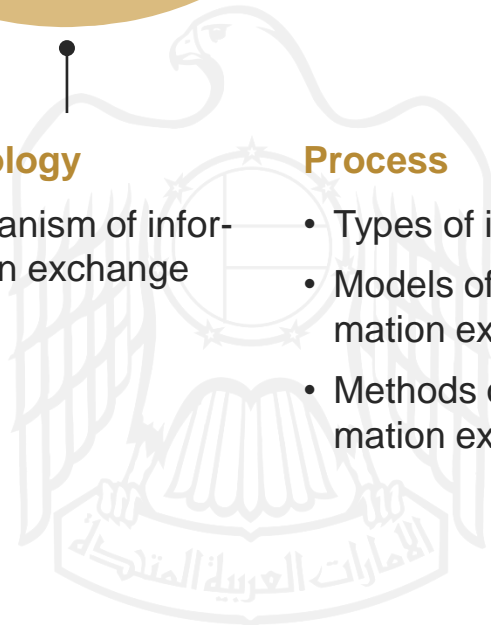 ology
anism of infor-
n exchange
Process
• Types of i
• Models of
mation ex
• Methods
mation ex
الإمارات العربية المتحدة